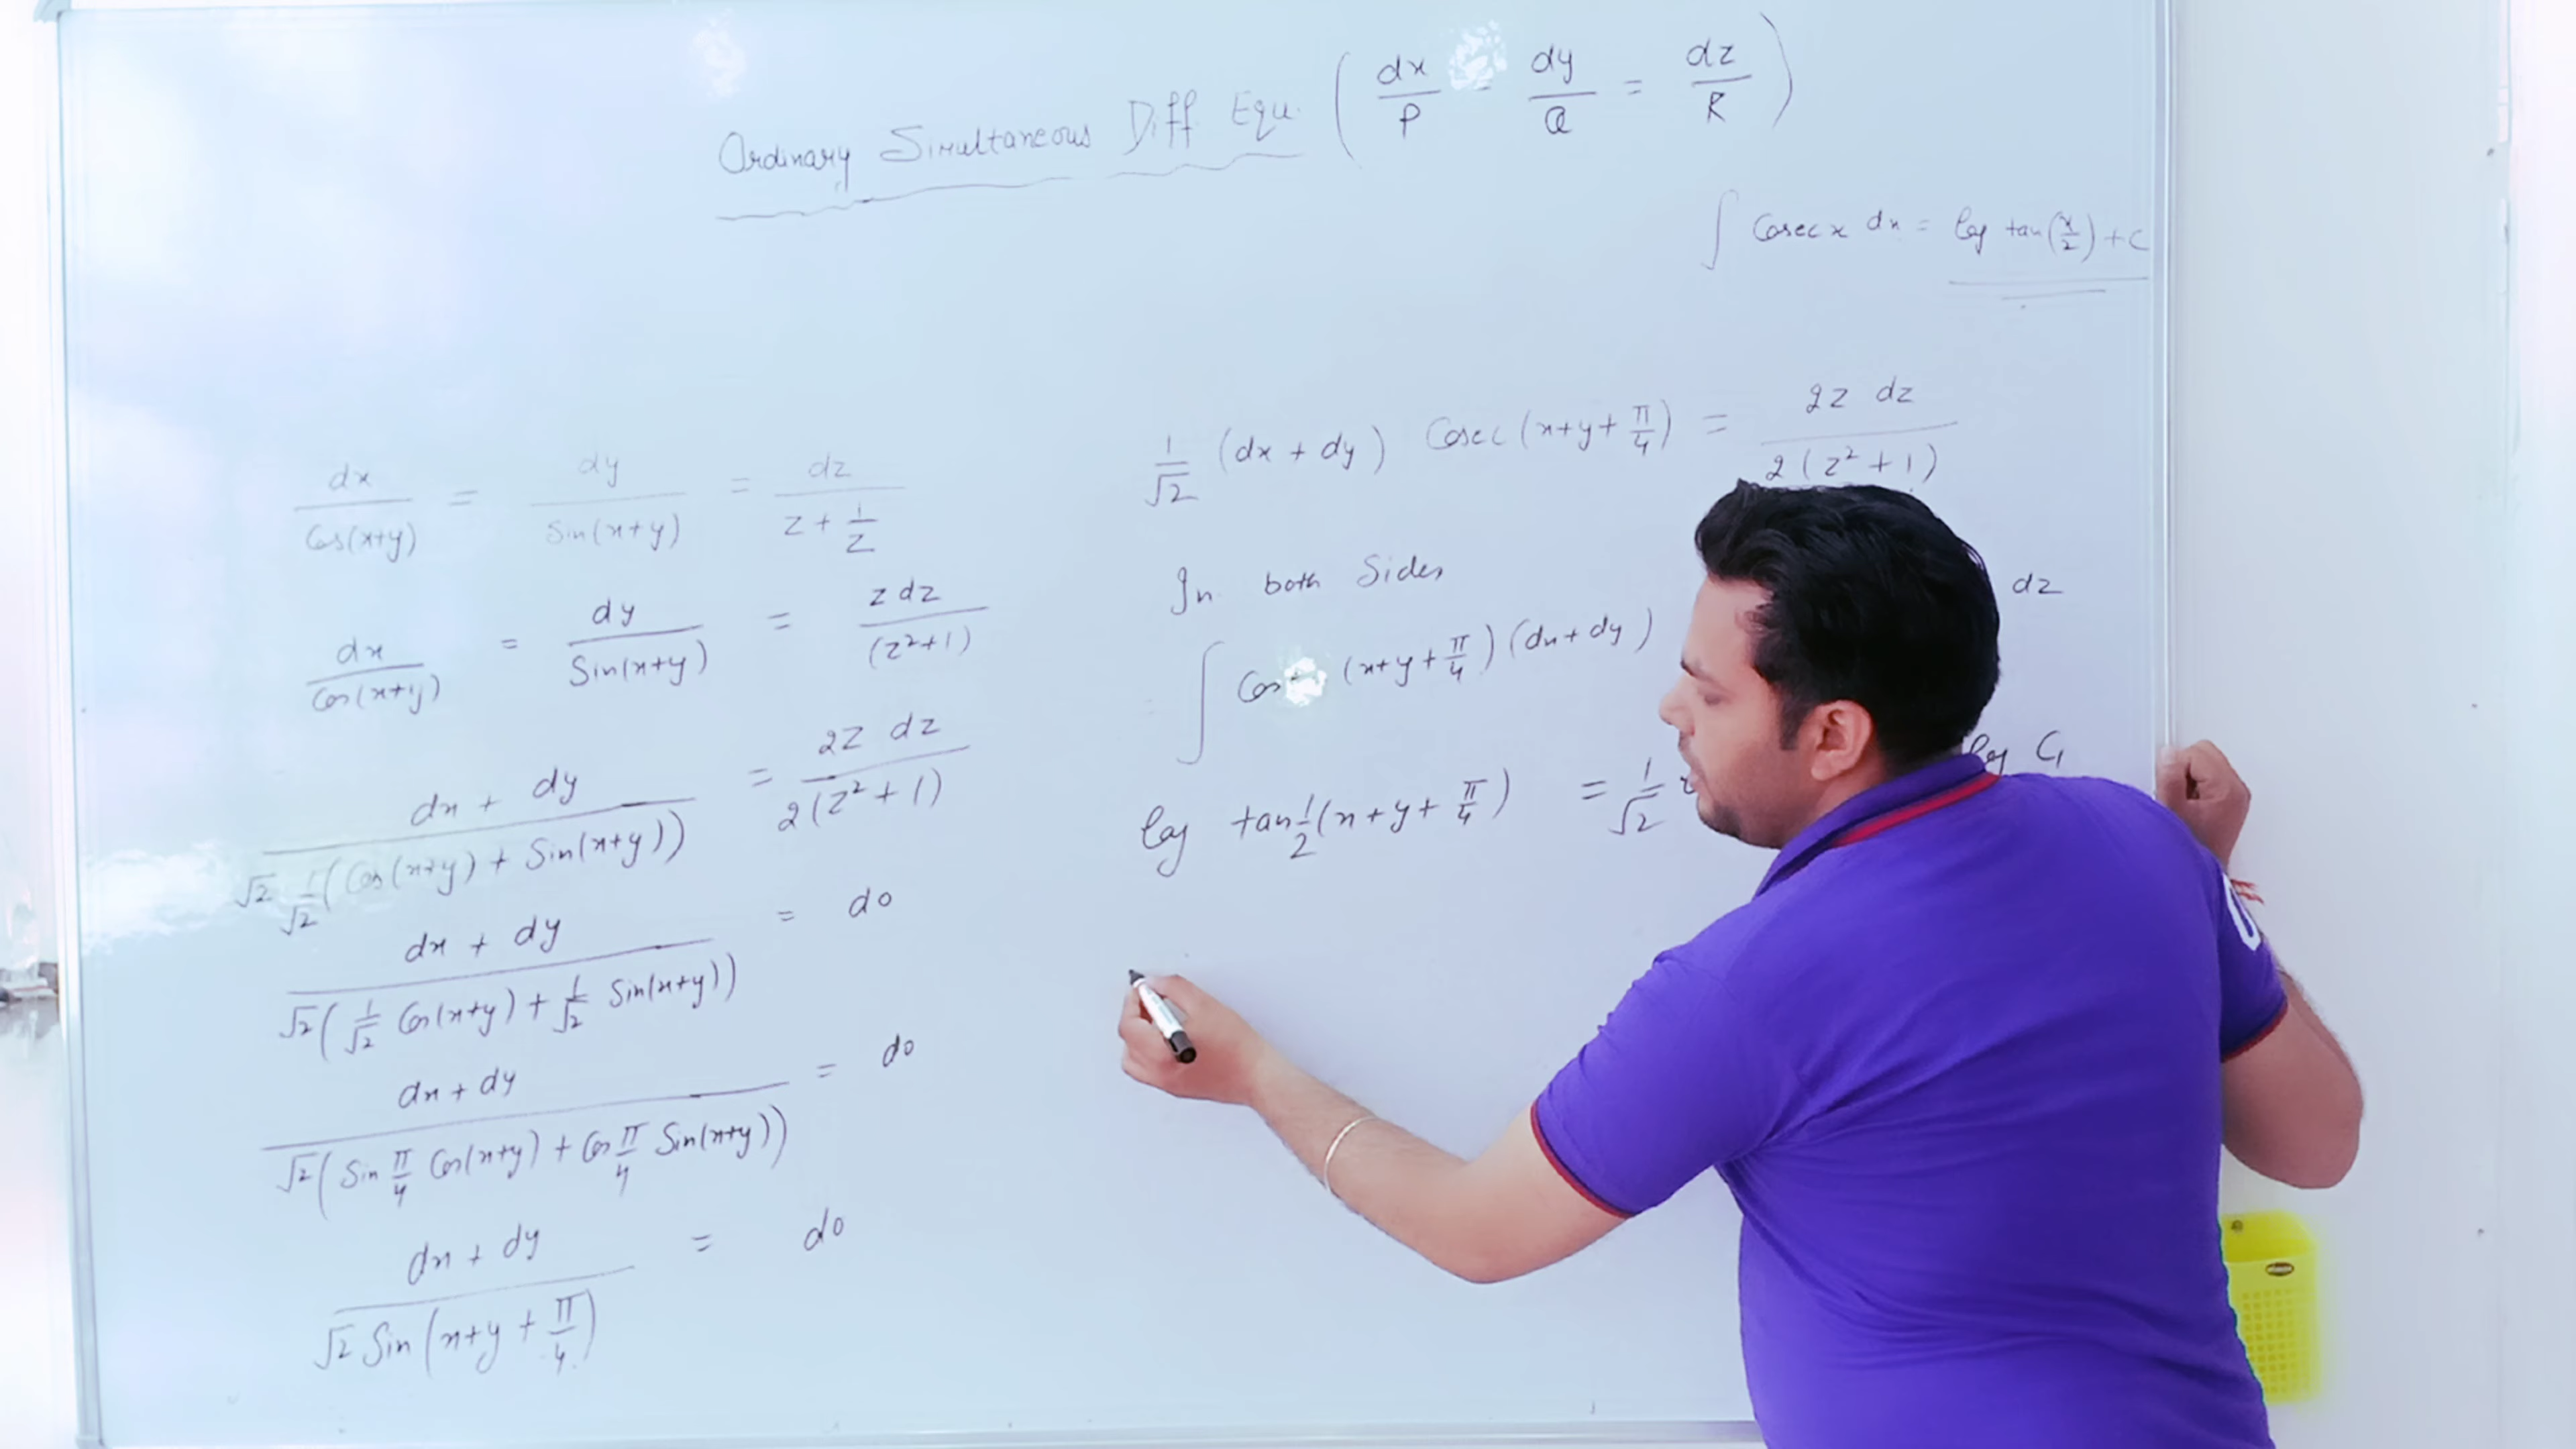 Ordinary Simultaneous Diff Equ. ( dx/P = dy/Q = dz/R )
∫ Cosec x dx = log tan(x/2) + C
dx/Cos(x+y) = dy/Sin(x+y) = dz/(z + 1/z)
dx/Cos(x+y) = dy/Sin(x+y) = z dz/(z²+1)
(dx + dy)/(√2 1/√2 (Cos(x+y) + Sin(x+y))) = 2z dz/(2(z²+1))
(dx + dy)/(√2 (1/√2 Cos(x+y) + 1/√2 Sin(x+y))) = do
(dx + dy)/(√2 (Sin π/4 Cos(x+y) + Cos π/4 Sin(x+y))) = do
(dx + dy)/(√2 Sin(x+y + π/4)) = do
1/√2 (dx + dy) Cosec (x+y+ π/4) = 2z dz/(2(z²+1))
In both Sides
∫ (x+y+ π/4) (dx+dy) dz
log tan 1/2 (x+y+ π/4) = 1/√2 log C₁